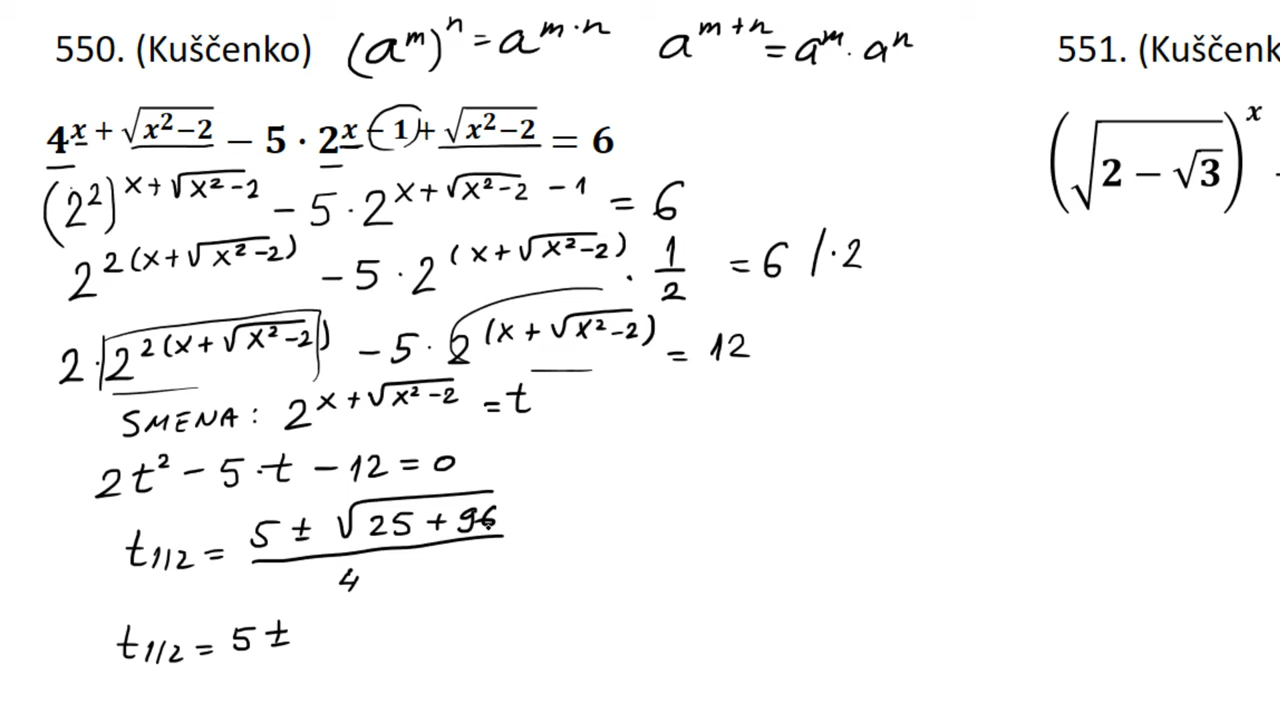 550. (Kuščenko) (a^m)^n = a^{m·n} a^{m+n} = a^m · a^n
4^{x + √(x²−2)} − 5 · 2^{x − 1 + √(x²−2)} = 6
(2²)^{x+√(x²−2)} − 5 · 2^{x+√(x²−2) −1} = 6
2^{2(x+√(x²−2))} − 5 · 2^{(x+√(x²−2))} · 1/2 = 6 /·2
2 · 2^{2(x+√(x²−2))} − 5 · 2^{(x+√(x²−2))} = 12
SMENA: 2^{x+√(x²−2)} = t
2t² − 5·t − 12 = 0
t_{1/2} = (5 ± √(25+96))/4
t_{1/2} = 5 ±
551. (Kuščenk
(√(2 − √3))^x -